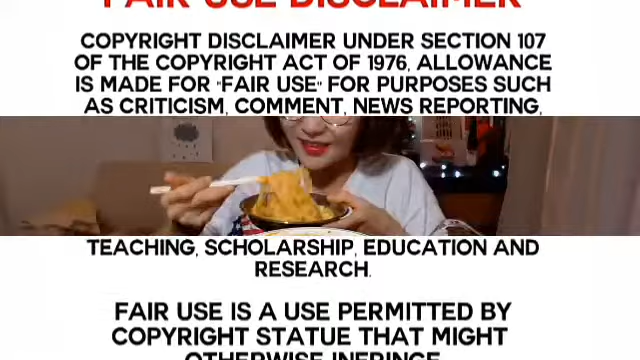 FAIR USE DISCLAIMER
COPYRIGHT DISCLAIMER UNDER SECTION 107
OF THE COPYRIGHT ACT OF 1976, ALLOWANCE
IS MADE FOR "FAIR USE" FOR PURPOSES SUCH
AS CRITICISM, COMMENT, NEWS REPORTING,
TEACHING, SCHOLARSHIP, EDUCATION AND
RESEARCH.
FAIR USE IS A USE PERMITTED BY
COPYRIGHT STATUE THAT MIGHT
OTHERWISE INFRINGE